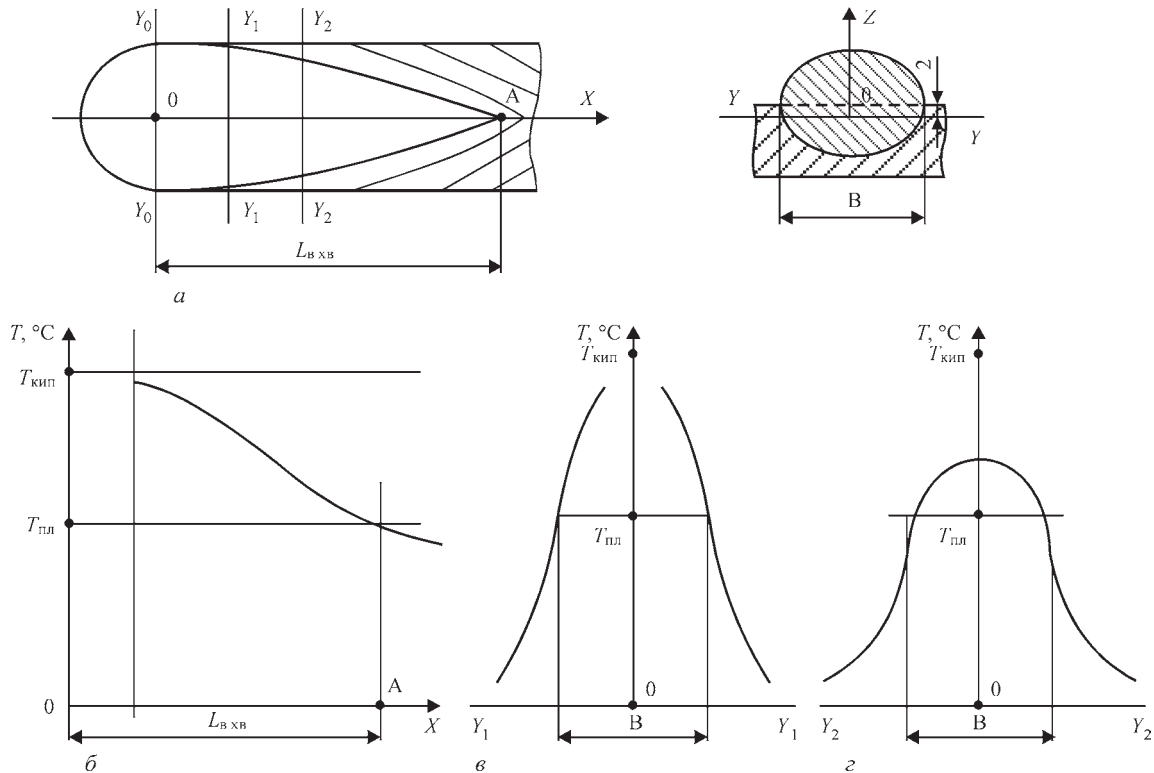 Y₀ Y₁ Y₂
0 A X
Y₀ Y₁ Y₂
Lв хв
а
Z
2
Y 0 Y
B
T, °C
Tкип
Tпл
0
A
Lв хв X
б
T, °C
Tкип
Tпл
0
Y₁ B Y₁
в
T, °C
Tкип
Tпл
0
Y₂ B Y₂
г